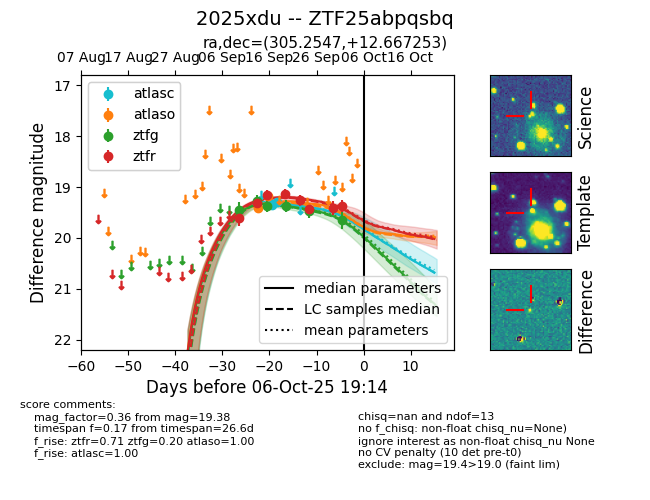 2025xdu -- ZTF25abpqsbq
ra,dec=(305.2547,+12.667253)
07 Aug 17 Aug 27 Aug 06 Sep 16 Sep 26 Sep 06 Oct 16 Oct
atlasc
atlaso
ztfg
ztfr
17
18
19
20
21
22
Difference magnitude
median parameters
LC samples median
mean parameters
−60 −50 −40 −30 −20 −10 0 10
Days before 06-Oct-25 19:14
Science
Template
Difference
score comments:
mag_factor=0.36 from mag=19.38
timespan f=0.17 from timespan=26.6d
f_rise: ztfr=0.71 ztfg=0.20 atlaso=1.00
f_rise: atlasc=1.00
chisq=nan and ndof=13
no f_chisq: non-float chisq_nu=None)
ignore interest as non-float chisq_nu None
no CV penalty (10 det pre-t0)
exclude: mag=19.4>19.0 (faint lim)